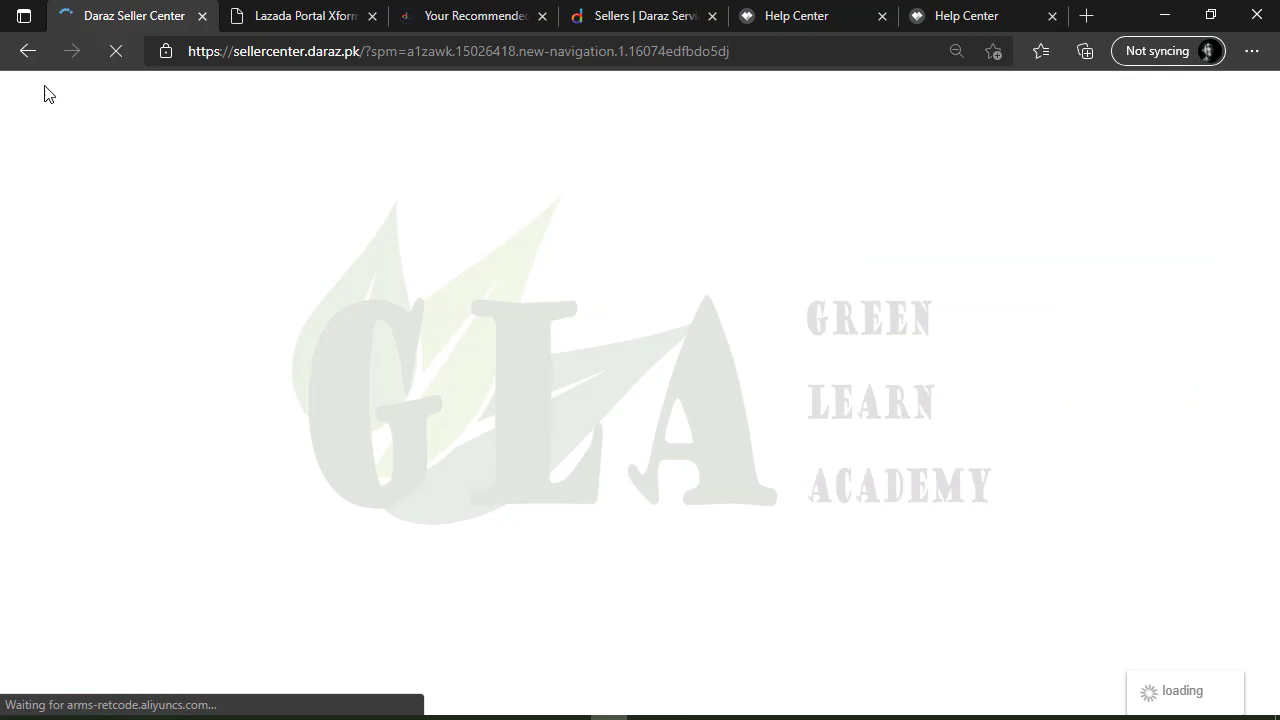 Daraz Seller Center
Lazada Portal Xform
Your Recommende
Sellers | Daraz Servi
Help Center
Help Center
https://sellercenter.daraz.pk/?spm=a1zawk.15026418.new-navigation.1.16074edfbdo5dj
Not syncing
GLA
GREEN
LEARN
ACADEMY
loading
Waiting for arms-retcode.aliyuncs.com...